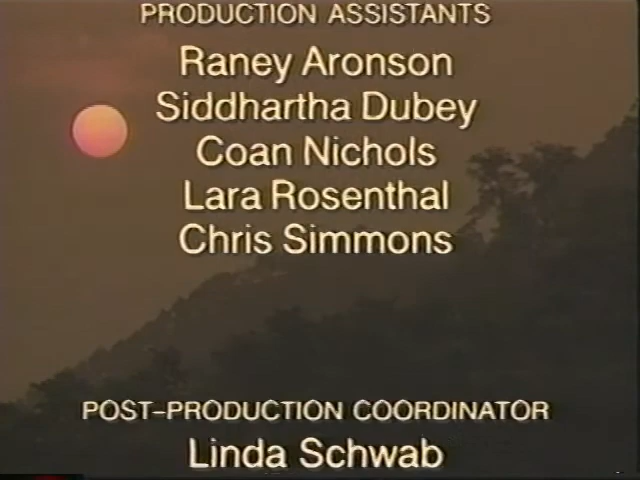 PRODUCTION ASSISTANTS
Raney Aronson
Siddhartha Dubey
Coan Nichols
Lara Rosenthal
Chris Simmons
POST-PRODUCTION COORDINATOR
Linda Schwab